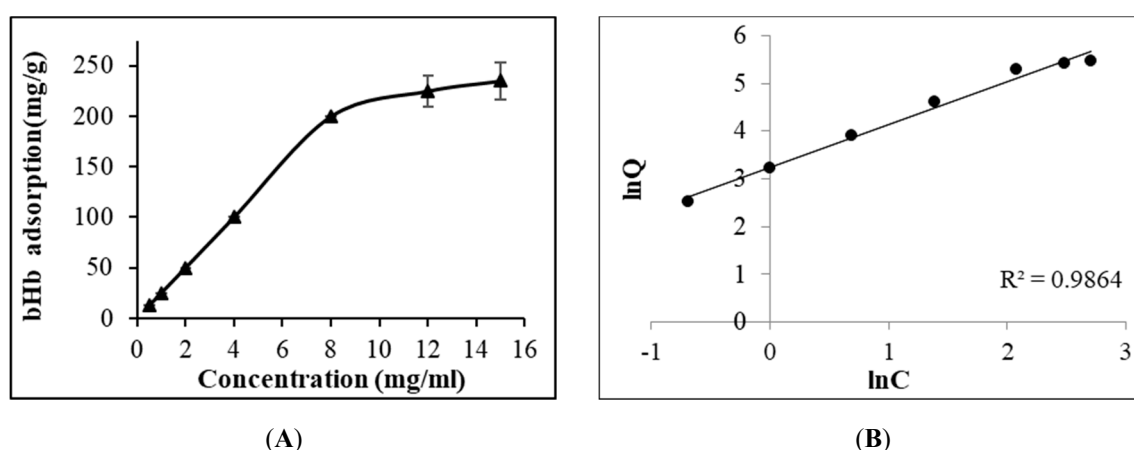 bHb adsorption(mg/g)
250
200
150
100
50
0
0 2 4 6 8 10 12 14 16
Concentration (mg/ml)
(A)
lnQ
6
5
4
3
2
1
0
-1 0 1 2 3
R² = 0.9864
lnC
(B)